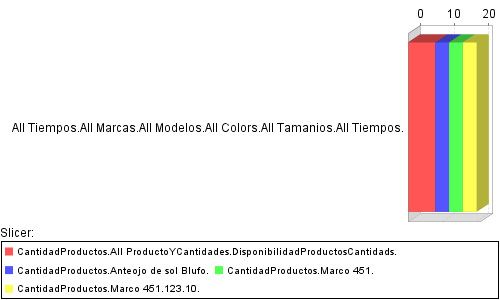 0 10 20
All Tiempos.All Marcas.All Modelos.All Colors.All Tamanios.All Tiempos.
Slicer:
CantidadProductos.All ProductoYCantidades.DisponibilidadProductosCantidads.
CantidadProductos.Anteojo de sol Blufo. CantidadProductos.Marco 451.
CantidadProductos.Marco 451.123.10.